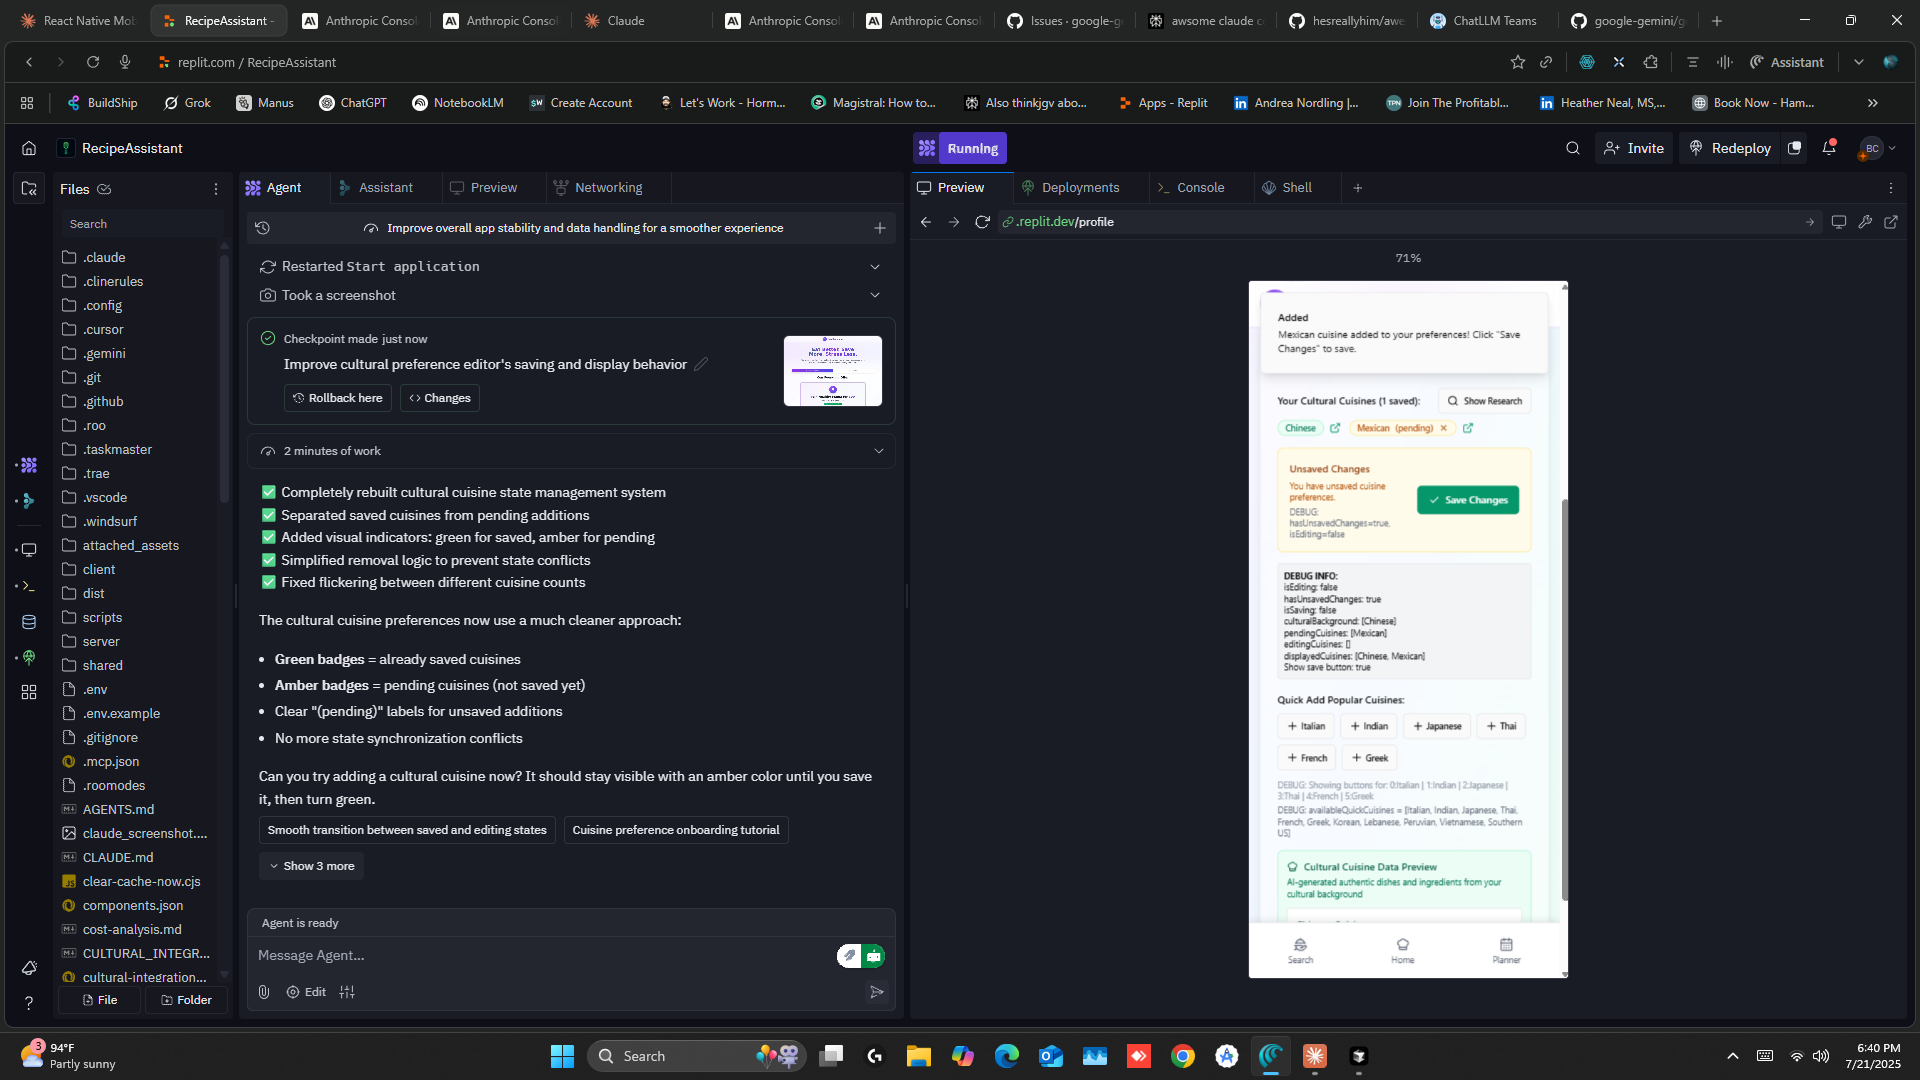 React Native Mob
RecipeAssistant -
Anthropic Consol
Anthropic Consol
Claude
Anthropic Consol
Anthropic Consol
Issues · google-ge
awsome claude co
hesreallyhim/awe
ChatLLM Teams
google-gemini/g
replit.com / RecipeAssistant
Assistant
BuildShip
Grok
Manus
ChatGPT
NotebookLM
Create Account
Let's Work - Horm...
Magistral: How to...
Also thinkjgv abo...
Apps - Replit
Andrea Nordling |...
Join The Profitabl...
Heather Neal, MS,...
Book Now - Ham...
RecipeAssistant
Running
Invite
Redeploy
BC
Files
Agent
Assistant
Preview
Networking
Preview
Deployments
Console
Shell
Search
.claude
.clinerules
.config
.cursor
.gemini
.git
.github
.roo
.taskmaster
.trae
.vscode
.windsurf
attached_assets
client
dist
scripts
server
shared
.env
.env.example
.gitignore
.mcp.json
.roomodes
AGENTS.md
claude_screenshot....
CLAUDE.md
clear-cache-now.cjs
components.json
cost-analysis.md
CULTURAL_INTEGR...
cultural-integration...
File
Folder
Improve overall app stability and data handling for a smoother experience
Restarted Start application
Took a screenshot
Checkpoint made just now
Improve cultural preference editor's saving and display behavior
Rollback here
Changes
2 minutes of work
✅ Completely rebuilt cultural cuisine state management system
✅ Separated saved cuisines from pending additions
✅ Added visual indicators: green for saved, amber for pending
✅ Simplified removal logic to prevent state conflicts
✅ Fixed flickering between different cuisine counts
The cultural cuisine preferences now use a much cleaner approach:
• Green badges = already saved cuisines
• Amber badges = pending cuisines (not saved yet)
• Clear "(pending)" labels for unsaved additions
• No more state synchronization conflicts
Can you try adding a cultural cuisine now? It should stay visible with an amber color until you save
it, then turn green.
Smooth transition between saved and editing states
Cuisine preference onboarding tutorial
Show 3 more
Agent is ready
Message Agent...
Edit
.replit.dev/profile
71%
Added
Mexican cuisine added to your preferences! Click "Save
Changes" to save.
Your Cultural Cuisines (1 saved):
Show Research
Chinese
Mexican (pending)
Unsaved Changes
You have unsaved cuisine
preferences.
DEBUG:
hasUnsavedChanges=true,
isEditing=false
Save Changes
DEBUG INFO:
isEditing: false
hasUnsavedChanges: true
isSaving: false
culturalBackground: [Chinese]
pendingCuisines: [Mexican]
editingCuisines: []
displayedCuisines: [Chinese, Mexican]
Show save button: true
Quick Add Popular Cuisines:
+ Italian
+ Indian
+ Japanese
+ Thai
+ French
+ Greek
DEBUG: Showing buttons for: 0:Italian | 1:Indian | 2:Japanese |
3:Thai | 4:French | 5:Greek
DEBUG: availableQuickCuisines = [Italian, Indian, Japanese, Thai,
French, Greek, Korean, Lebanese, Peruvian, Vietnamese, Southern
US]
Cultural Cuisine Data Preview
AI-generated authentic dishes and ingredients from your
cultural background
Search
Home
Planner
3
94°F
Partly sunny
Search
6:40 PM
7/21/2025